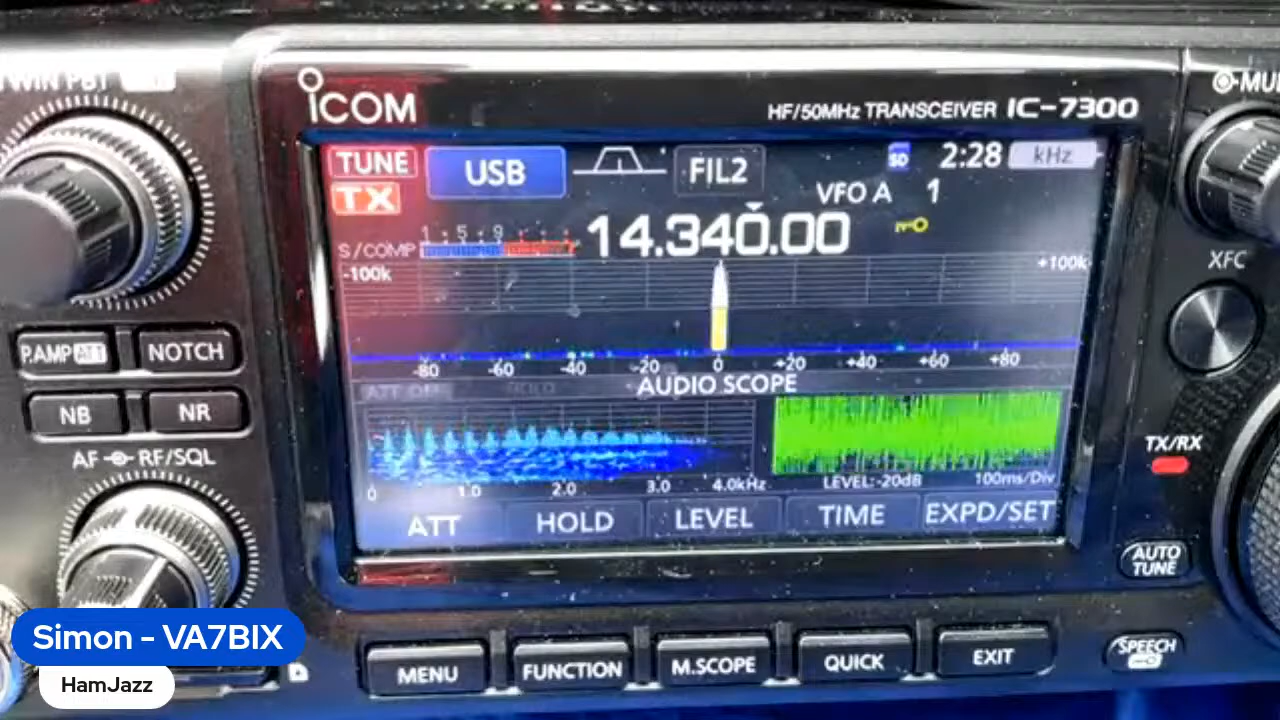 TWIN PBT
ICOM
HF/50MHz TRANSCEIVER IC-7300
TUNE
USB
FIL2
SD
2:28
kHz
TX
VFO A 1
14.340.00
S/COMP
1 5 9
-100k
+100k
XFC
P.AMP ATT
NOTCH
-80 -60 -40 -20 0 +20 +40 +60 +80
AUDIO SCOPE
ATT OFF HOLD
NB
NR
AF RF/SQL
TX/RX
0 1.0 2.0 3.0 4.0kHz
LEVEL:-20dB 100ms/Div
ATT
HOLD
LEVEL
TIME
EXPD/SET
AUTO
TUNE
Simon - VA7BIX
HamJazz
MENU
FUNCTION
M.SCOPE
QUICK
EXIT
SPEECH